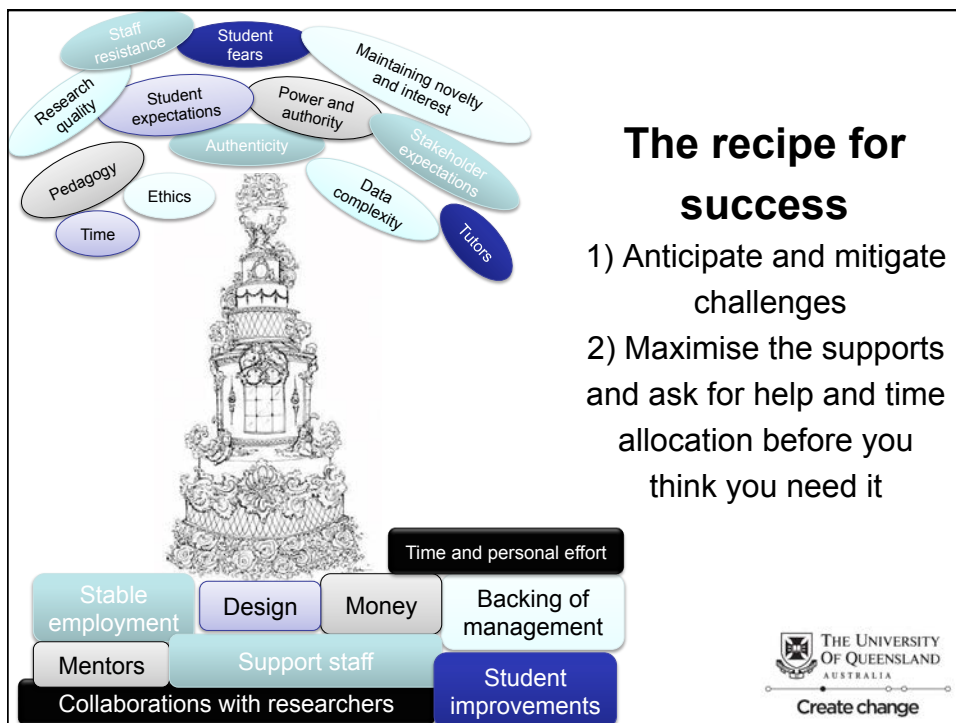 Staff
resistance
Student
fears
Maintaining novelty
and interest
Research
quality
Student
expectations
Power and
authority
Authenticity
Stakeholder
expectations
Pedagogy
Ethics
Data
complexity
Time
Tutors
The recipe for
success
1) Anticipate and mitigate
challenges
2) Maximise the supports
and ask for help and time
allocation before you
think you need it
Time and personal effort
Stable
employment
Design
Money
Backing of
management
Mentors
Support staff
Student
improvements
Collaborations with researchers
THE UNIVERSITY
OF QUEENSLAND
AUSTRALIA
Create change